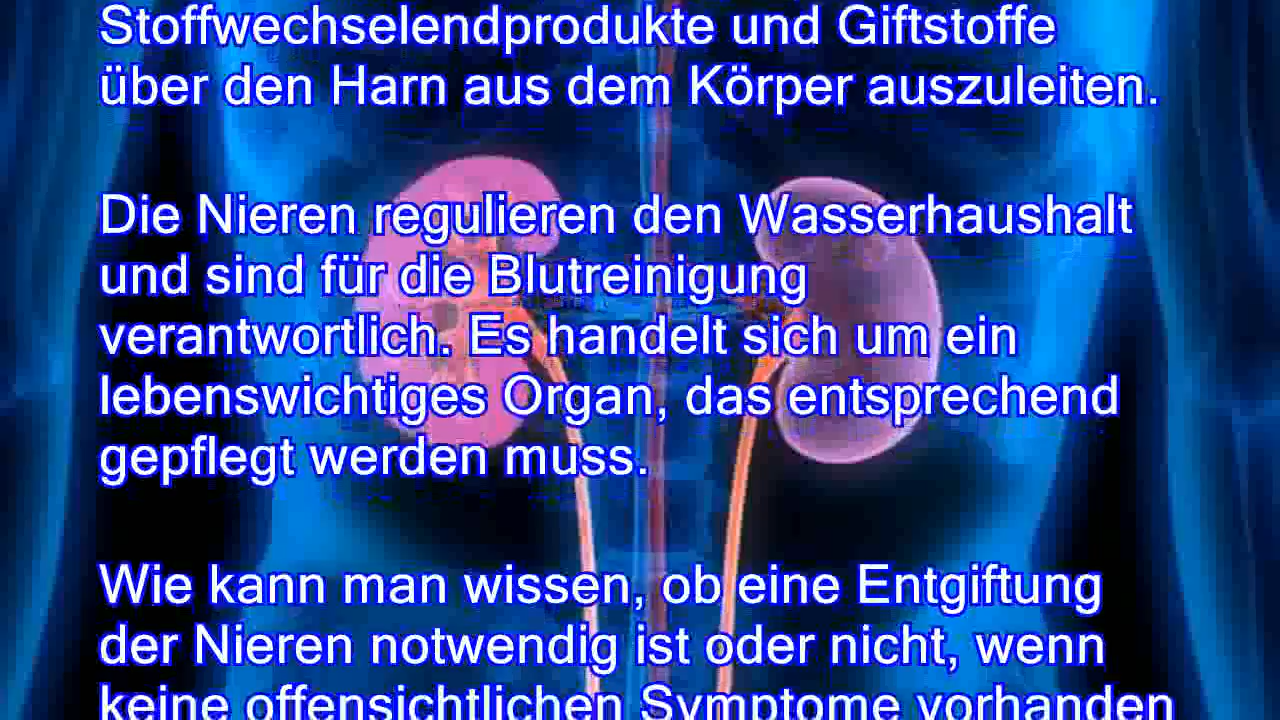 Stoffwechselendprodukte und Giftstoffe
über den Harn aus dem Körper auszuleiten.
Die Nieren regulieren den Wasserhaushalt
und sind für die Blutreinigung
verantwortlich. Es handelt sich um ein
lebenswichtiges Organ, das entsprechend
gepflegt werden muss.
Wie kann man wissen, ob eine Entgiftung
der Nieren notwendig ist oder nicht, wenn
keine offensichtlichen Symptome vorhanden